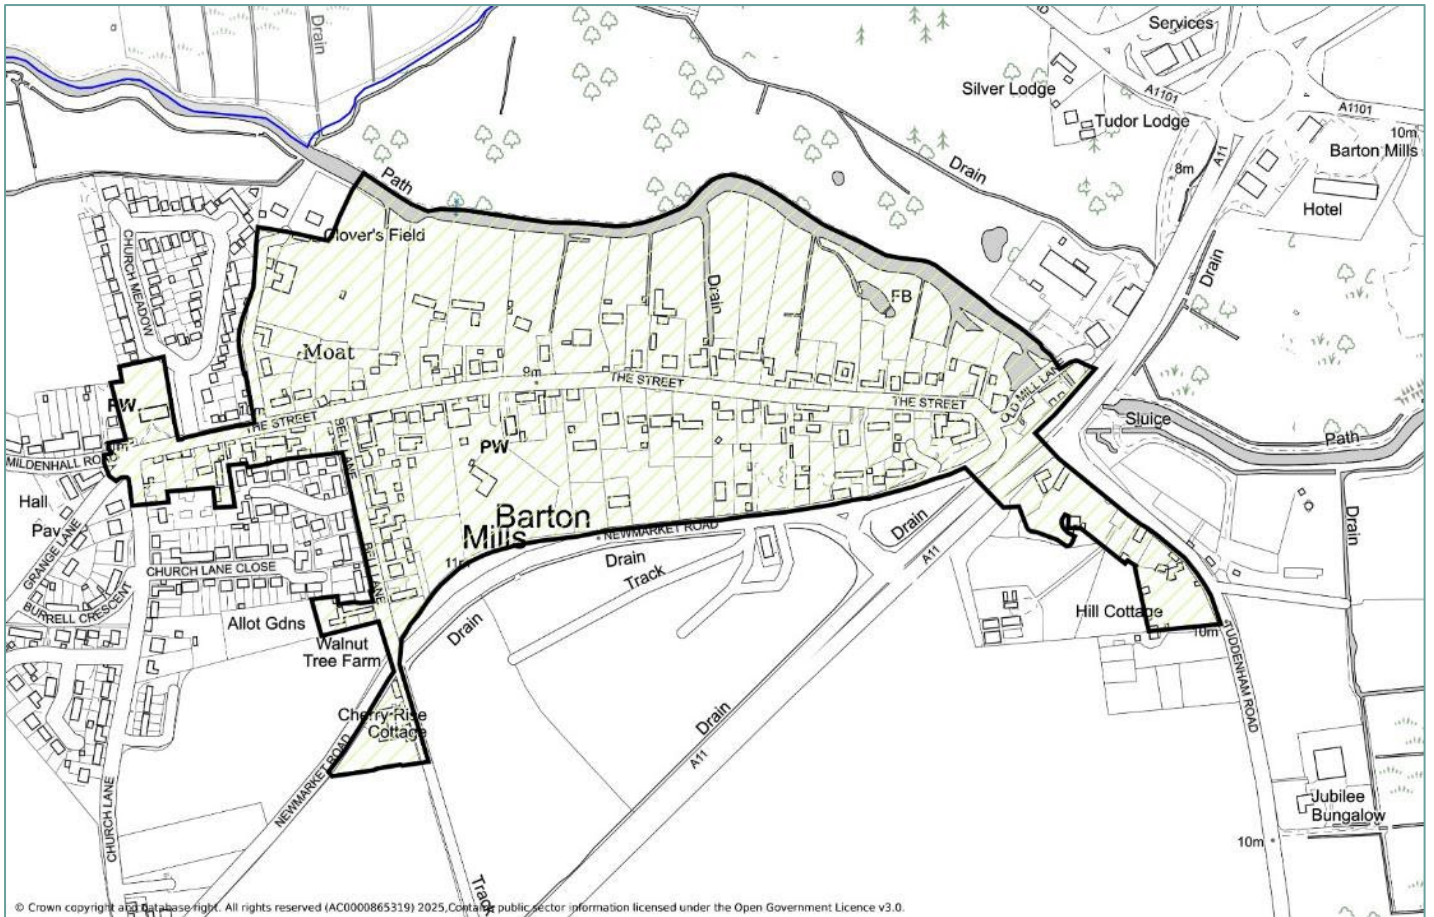 Services
Drain
Silver Lodge
A1101
Tudor Lodge
A1101
10m
Barton Mills
A11
8m
Drain
Path
Hotel
Glover's Field
CHURCH MEADOW
Drain
Drain
FB
Moat
9m
THE STREET
THE STREET
OLD MILL LANE
PW
10m
THE STREET
BELL LANE
Sluice
Path
MILDENHALL ROAD
PW
Hall
Pav
GRANGE LANE
Barton
Mills
NEWMARKET ROAD
Drain
A11
Drain
11m
Drain
Track
CHURCH LANE CLOSE
BELL LANE
BURRELL CRESCENT
Allot Gdns
Walnut
Tree Farm
Drain
Hill Cottage
10m
TUDDENHAM ROAD
Cherry Rise
Cottage
Drain
A11
NEWMARKET ROAD
CHURCH LANE
Jubilee
Bungalow
10m
Track
© Crown copyright and database right. All rights reserved (AC0000865319) 2025,Contains public sector information licensed under the Open Government Licence v3.0.